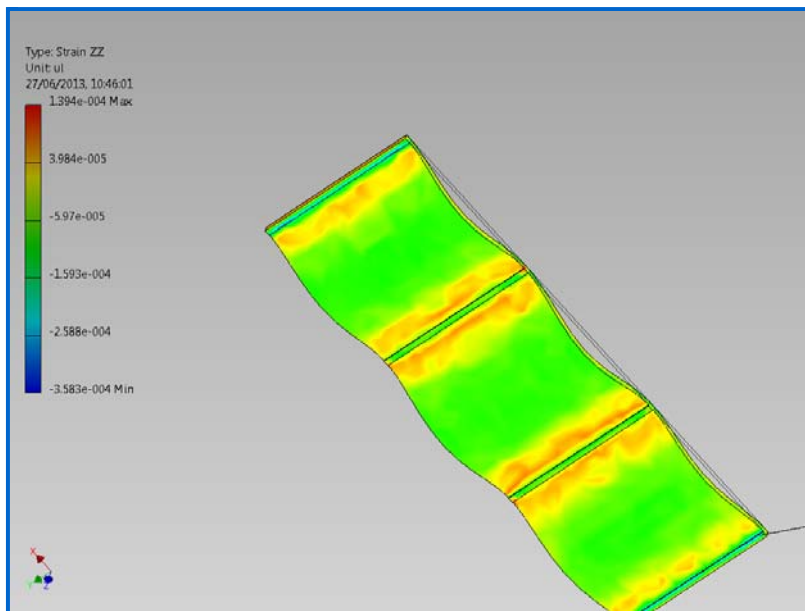 Type: Strain ZZ
Unit: ul
27/06/2013, 10:46:01
1.394e-004 Max
3.984e-005
-5.97e-005
-1.593e-004
-2.588e-004
-3.583e-004 Min
X
Y
Z